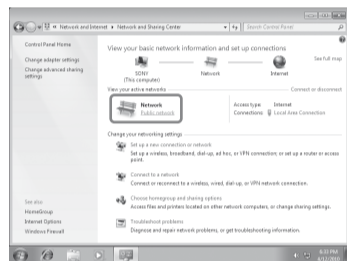 Network and Internet ▸ Network and Sharing Center
Search Control Panel
Control Panel Home
Change adapter settings
Change advanced sharing
settings
View your basic network information and set up connections
See full map
SONY
(This computer)
Network
Internet
View your active networks
Connect or disconnect
Network
Public network
Access type: Internet
Connections: Local Area Connection
Change your networking settings
Set up a new connection or network
Set up a wireless, broadband, dial-up, ad hoc, or VPN connection; or set up a router or access
point.
Connect to a network
Connect or reconnect to a wireless, wired, dial-up, or VPN network connection.
Choose homegroup and sharing options
Access files and printers located on other network computers, or change sharing settings.
Troubleshoot problems
Diagnose and repair network problems, or get troubleshooting information.
See also
HomeGroup
Internet Options
Windows Firewall
4/12/2010